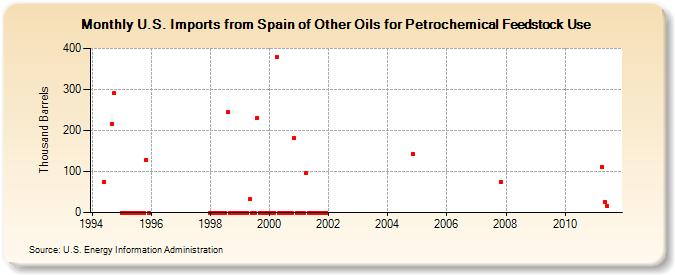 Monthly U.S. Imports from Spain of Other Oils for Petrochemical Feedstock Use
Thousand Barrels
400
300
200
100
0
1994 1996 1998 2000 2002 2004 2006 2008 2010
Source: U.S. Energy Information Administration